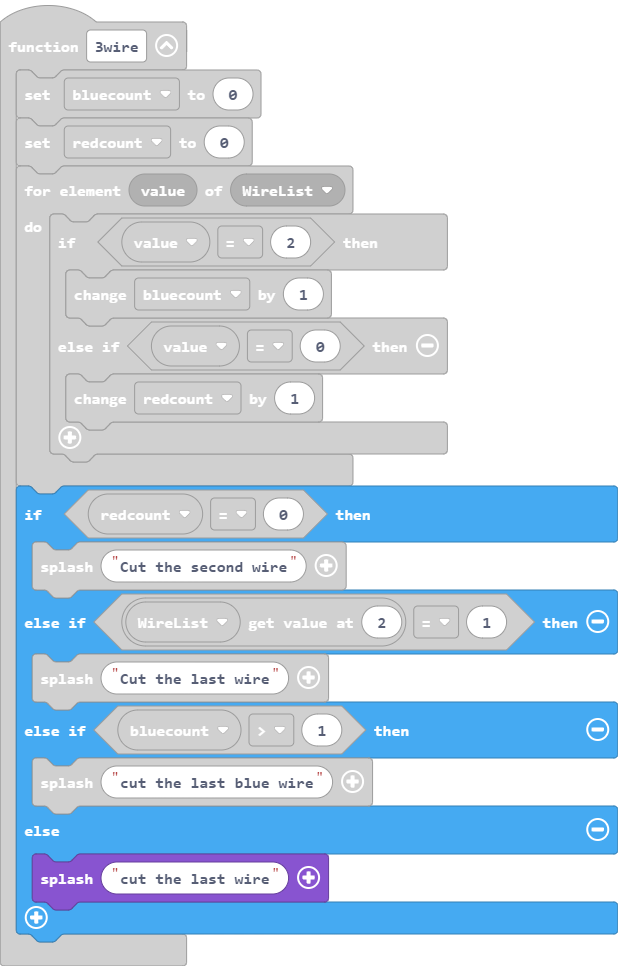 function 3wire
set bluecount to 0
set redcount to 0
for element value of WireList
do
if value = 2 then
change bluecount by 1
else if value = 0 then
change redcount by 1
if redcount = 0 then
splash "Cut the second wire"
else if WireList get value at 2 = 1 then
splash "Cut the last wire"
else if bluecount > 1 then
splash "cut the last blue wire"
else
splash "cut the last wire"